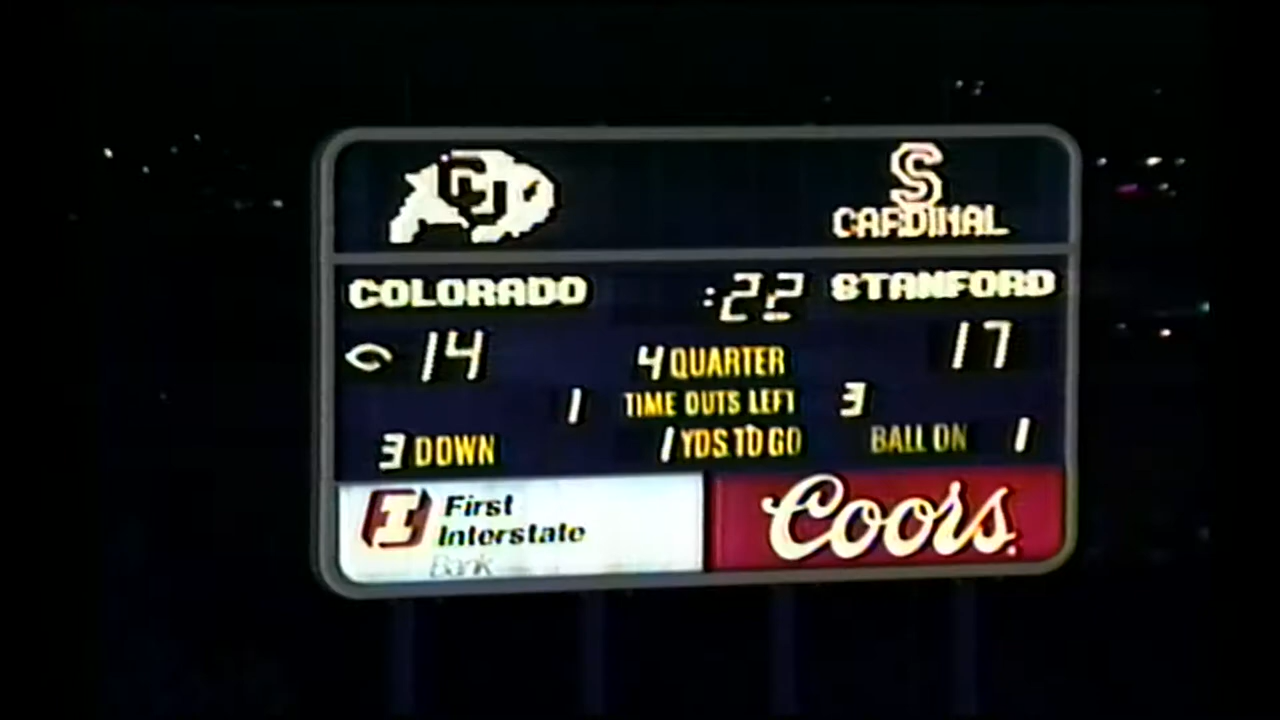 CU
S
CARDINAL
COLORADO :22 STANFORD
14 4 QUARTER 17
1 TIME OUTS LEFT 3
3 DOWN 1 YDS TO GO BALL ON 1
I First
Interstate
Bank
Coors.